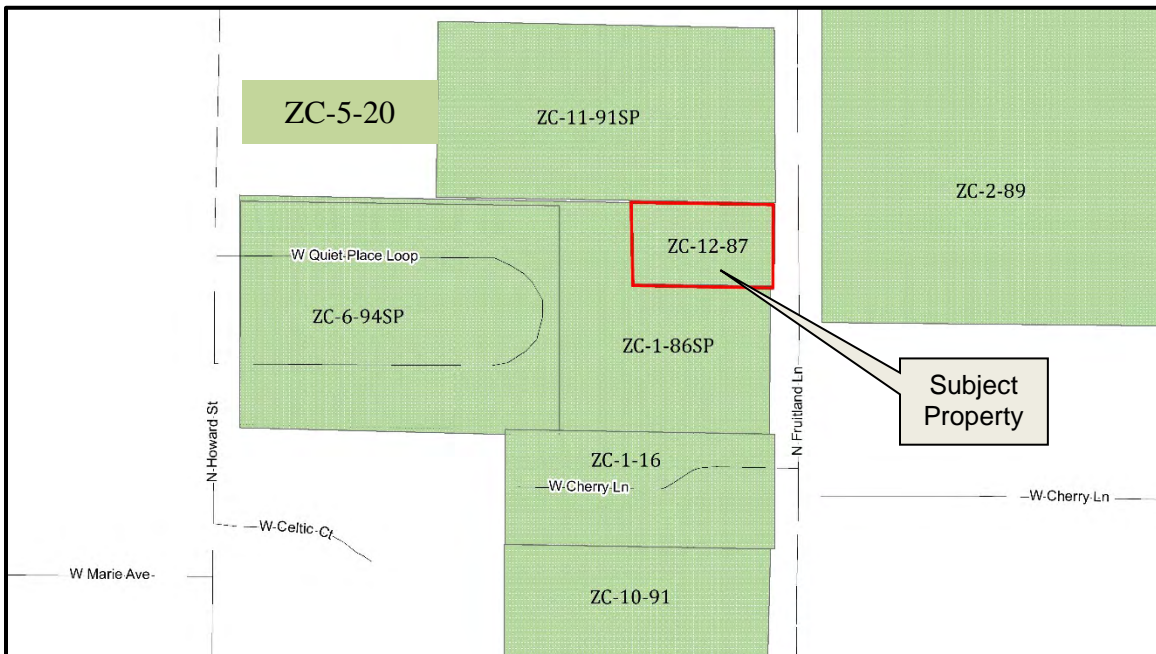 ZC-5-20
ZC-11-91SP
ZC-2-89
ZC-12-87
W Quiet Place Loop
ZC-6-94SP
ZC-1-86SP
Subject
Property
N Howard St
N Fruitland Ln
ZC-1-16
W Cherry Ln
W Cherry Ln
W Celtic Ct
W Marie Ave
ZC-10-91